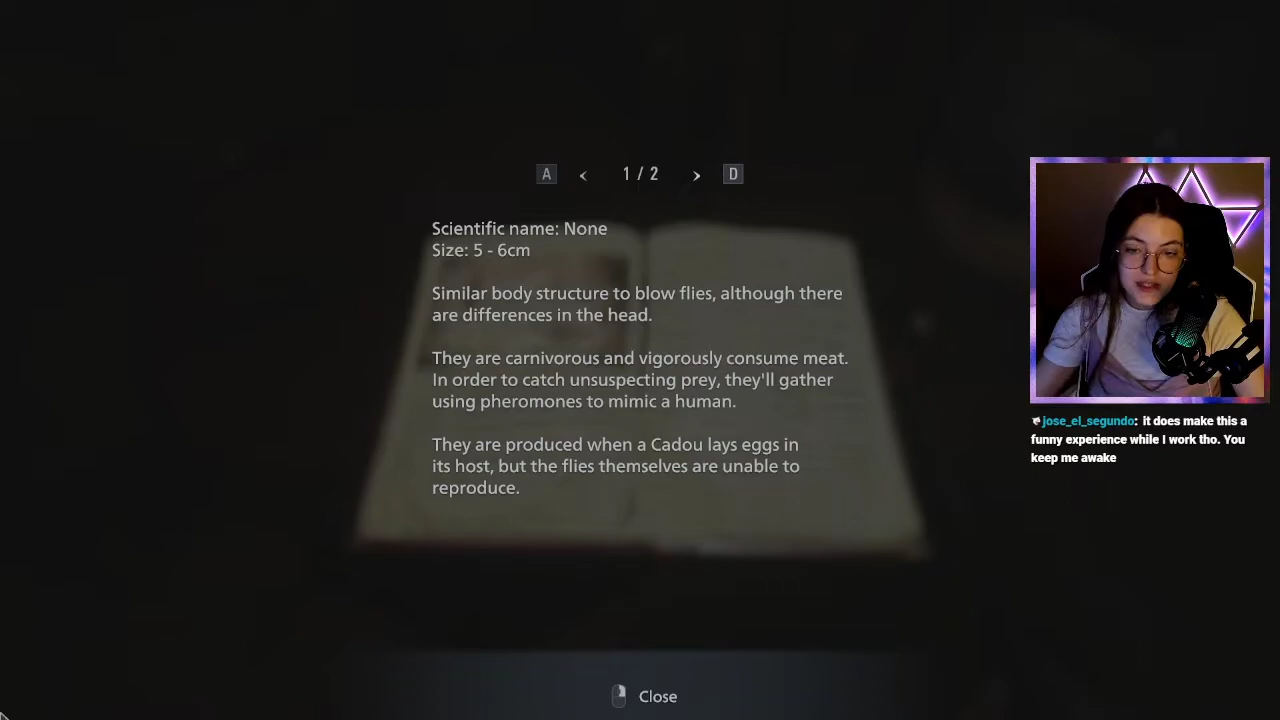 A < 1 / 2 > D
Scientific name: None
Size: 5 - 6cm
Similar body structure to blow flies, although there
are differences in the head.
They are carnivorous and vigorously consume meat.
In order to catch unsuspecting prey, they'll gather
using pheromones to mimic a human.
They are produced when a Cadou lays eggs in
its host, but the flies themselves are unable to
reproduce.
Close
jose_el_segundo: it does make this a
funny experience while I work tho. You
keep me awake